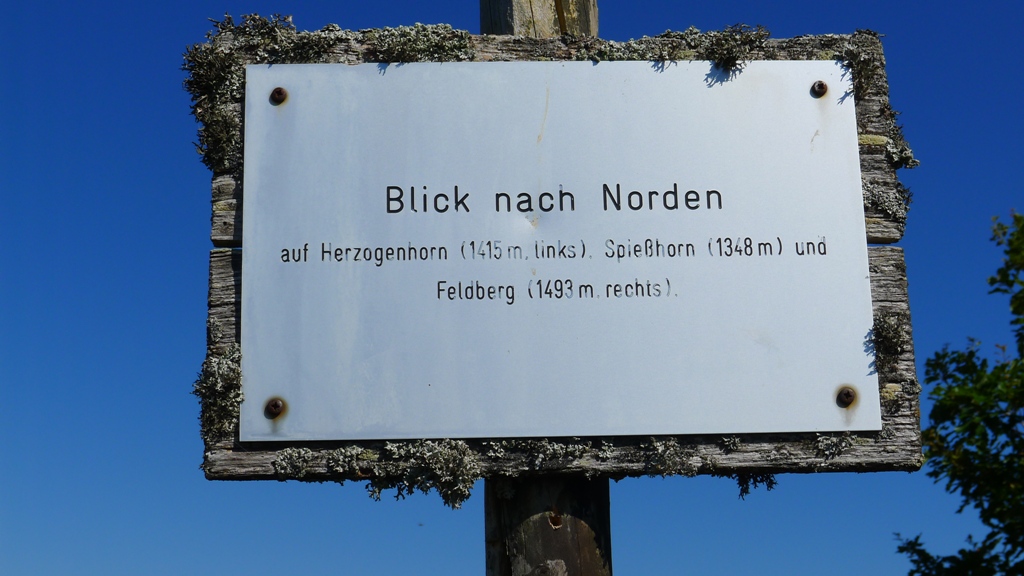 Blick nach Norden
auf Herzogenhorn (1415 m, links), Spießhorn (1348 m) und
Feldberg (1493 m, rechts).